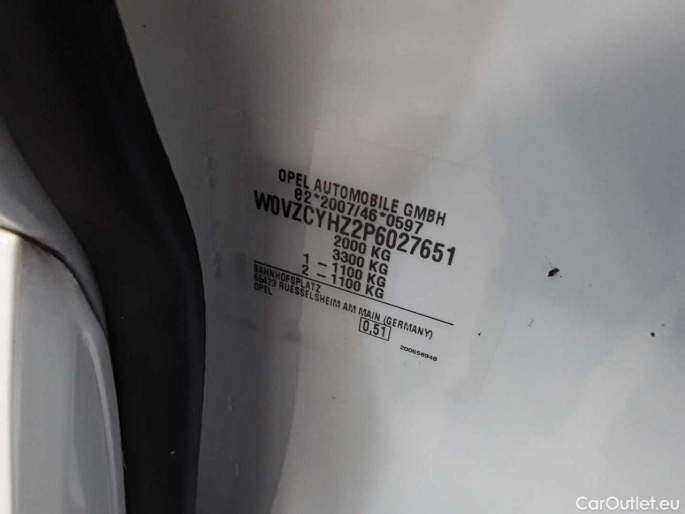 OPEL AUTOMOBILE GMBH
e2*2007/46*0597
W0VZCYHZ2P6027651
2000 KG
3300 KG
1 - 1100 KG
2 - 1100 KG
BAHNHOFSPLATZ
65423 RUESSELSHEIM AM MAIN (GERMANY)
OPEL
0.51
200658948
CarOutlet.eu